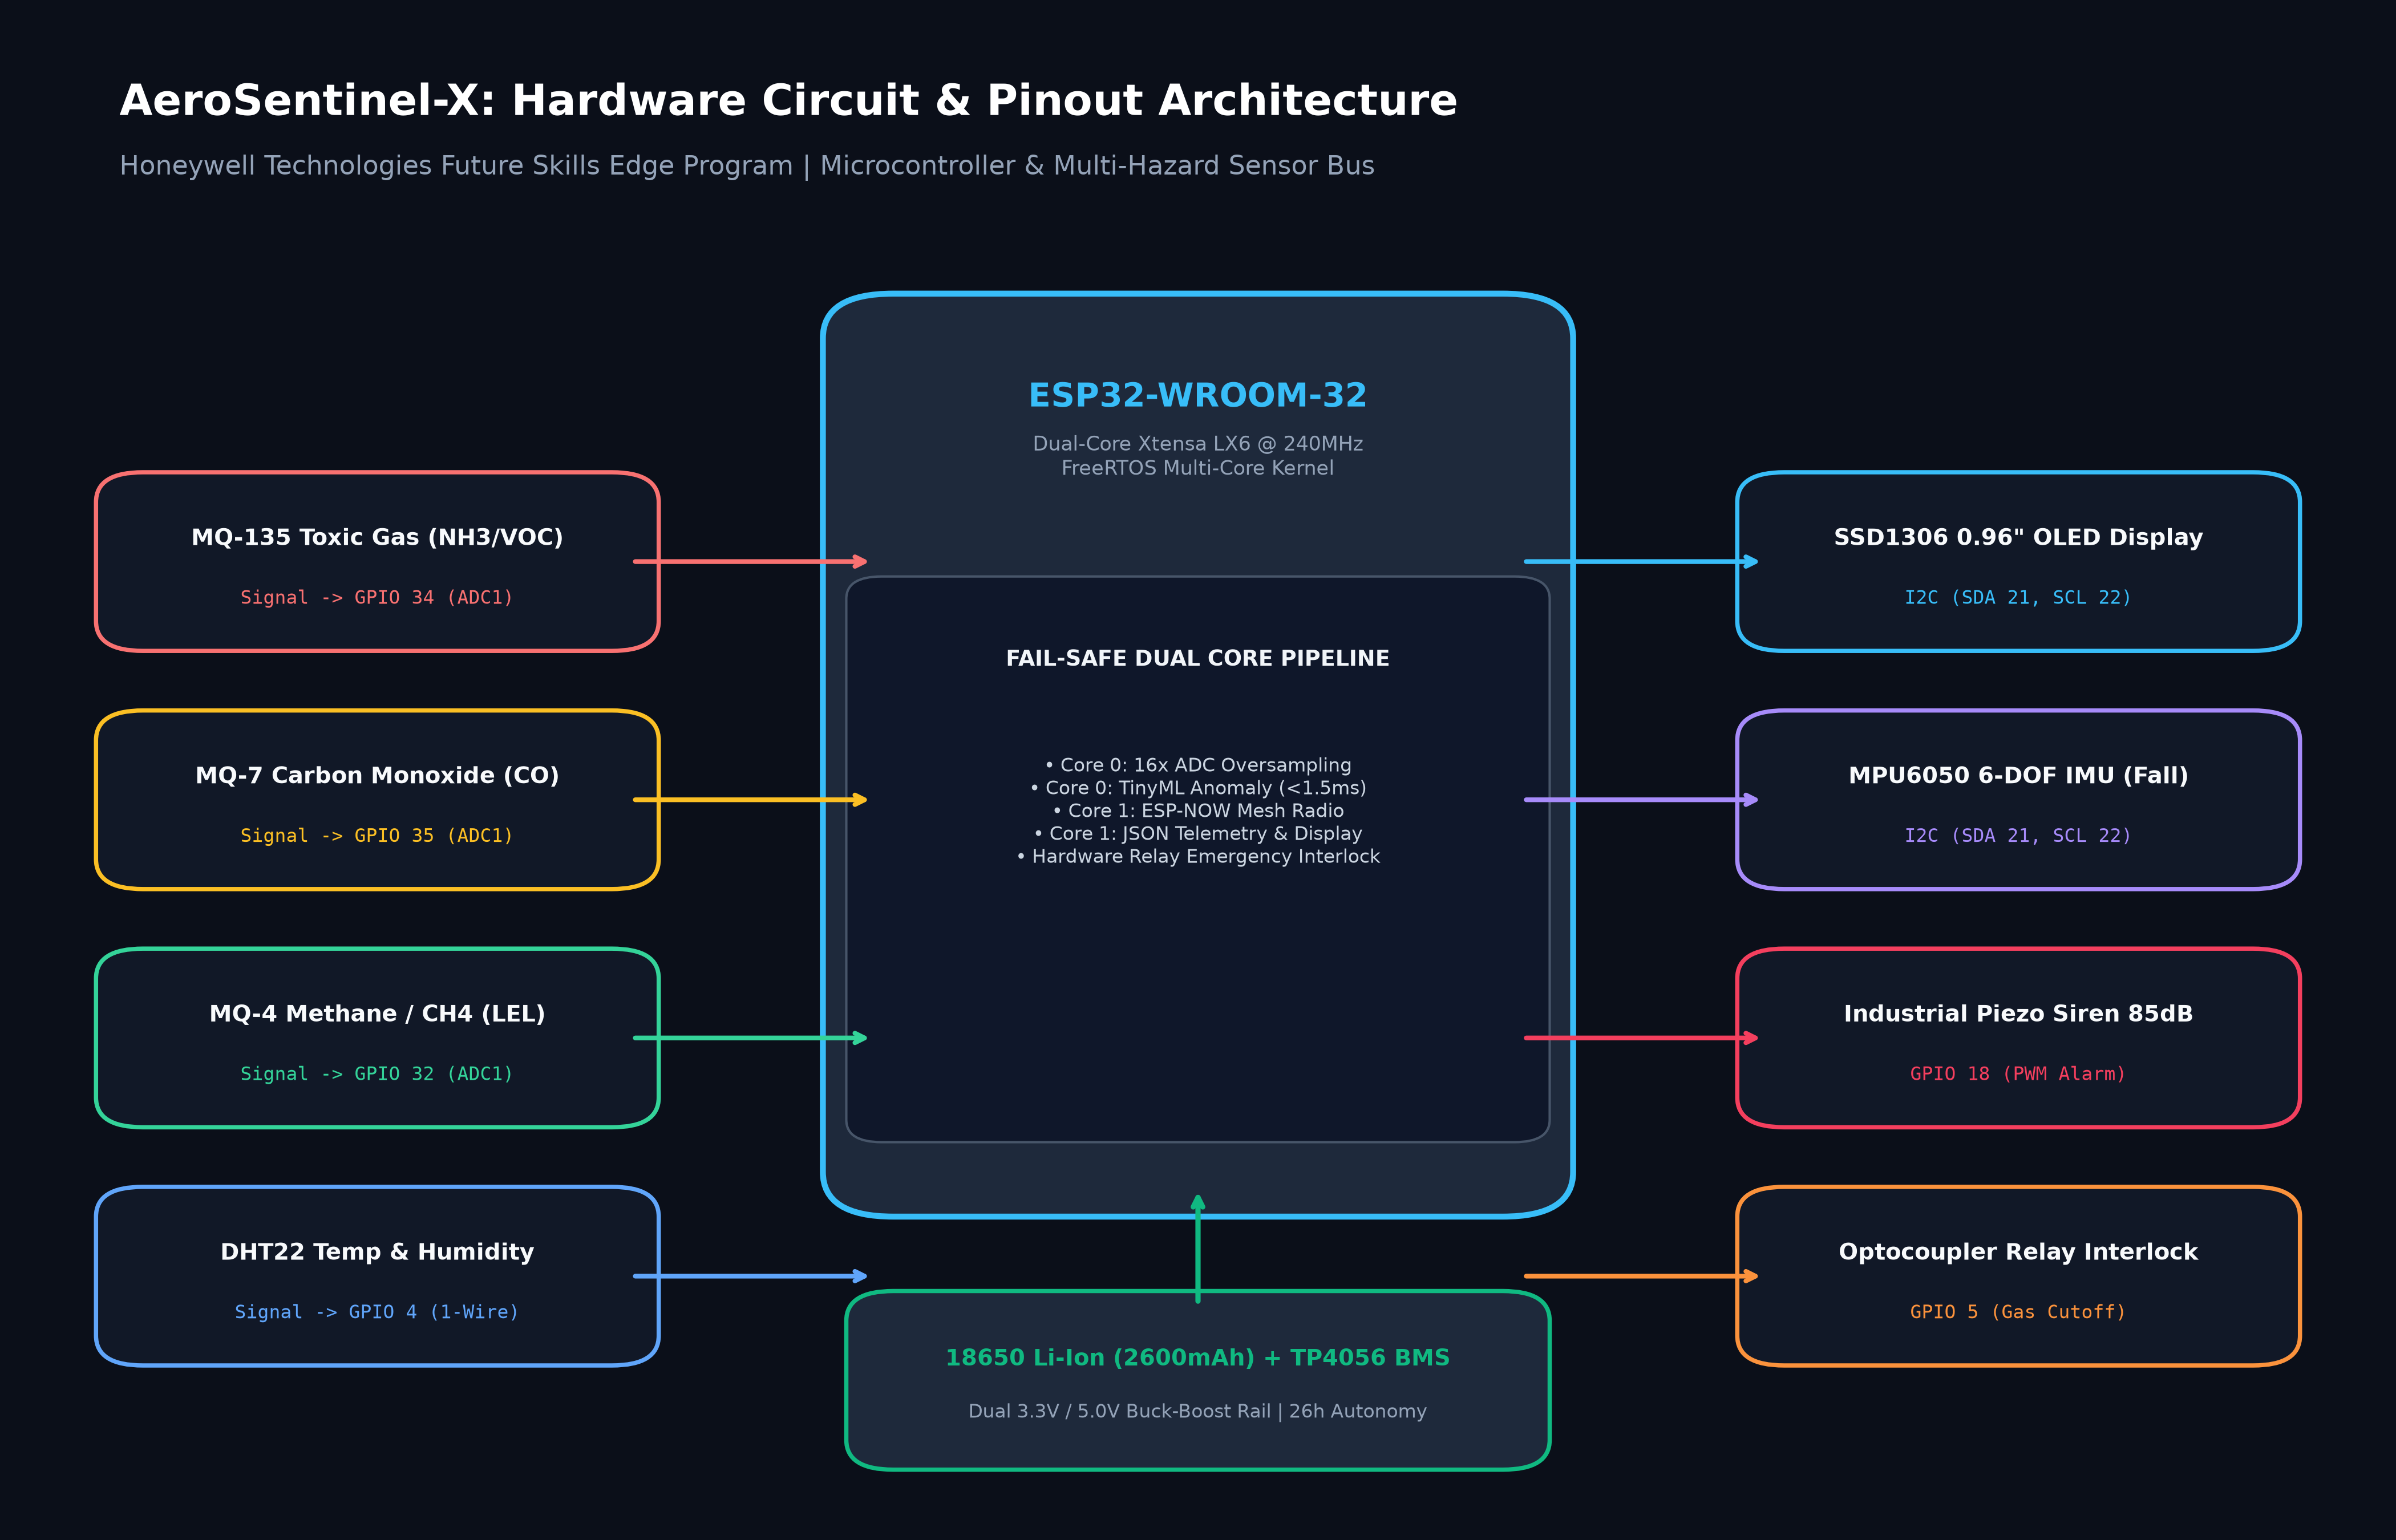 AeroSentinel-X: Hardware Circuit & Pinout Architecture
Honeywell Technologies Future Skills Edge Program | Microcontroller & Multi-Hazard Sensor Bus
ESP32-WROOM-32
Dual-Core Xtensa LX6 @ 240MHz
FreeRTOS Multi-Core Kernel
MQ-135 Toxic Gas (NH3/VOC)
Signal -> GPIO 34 (ADC1)
MQ-7 Carbon Monoxide (CO)
Signal -> GPIO 35 (ADC1)
MQ-4 Methane / CH4 (LEL)
Signal -> GPIO 32 (ADC1)
DHT22 Temp & Humidity
Signal -> GPIO 4 (1-Wire)
FAIL-SAFE DUAL CORE PIPELINE
• Core 0: 16x ADC Oversampling
• Core 0: TinyML Anomaly (<1.5ms)
• Core 1: ESP-NOW Mesh Radio
• Core 1: JSON Telemetry & Display
• Hardware Relay Emergency Interlock
SSD1306 0.96" OLED Display
I2C (SDA 21, SCL 22)
MPU6050 6-DOF IMU (Fall)
I2C (SDA 21, SCL 22)
Industrial Piezo Siren 85dB
GPIO 18 (PWM Alarm)
Optocoupler Relay Interlock
GPIO 5 (Gas Cutoff)
18650 Li-Ion (2600mAh) + TP4056 BMS
Dual 3.3V / 5.0V Buck-Boost Rail | 26h Autonomy